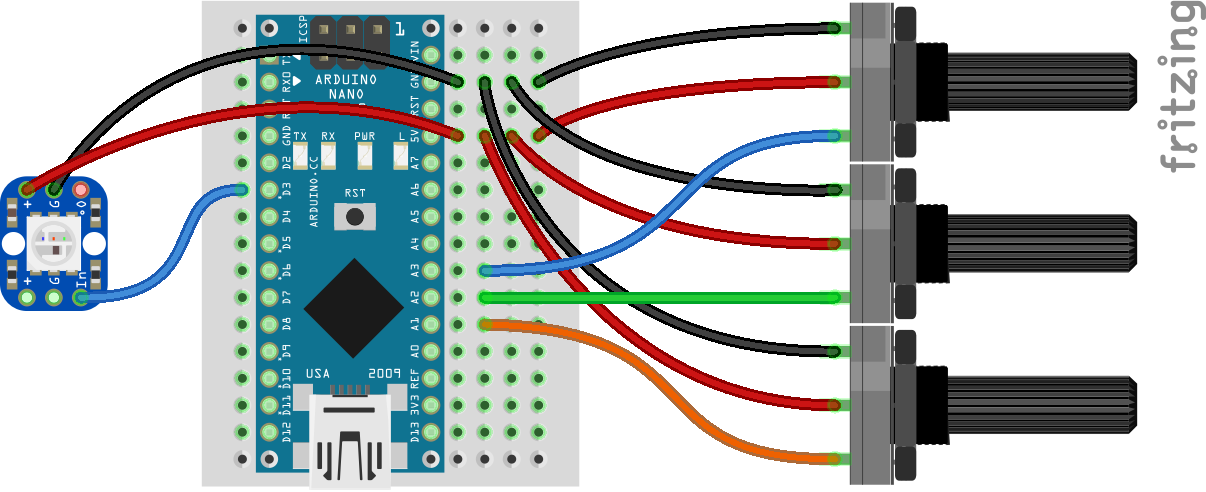 ICSP
1
ARDUINO
NANO
VIN
GND
RST
5V
A7
A6
A5
A4
A3
A2
A1
A0
REF
3V3
D13
RX0
GND
D2
D3
D4
D5
D6
D7
D8
D9
D10
D11
D12
TX RX PWR L
ARDUINO.CC
RST
USA 2009
+ G O
+ G In
fritzing